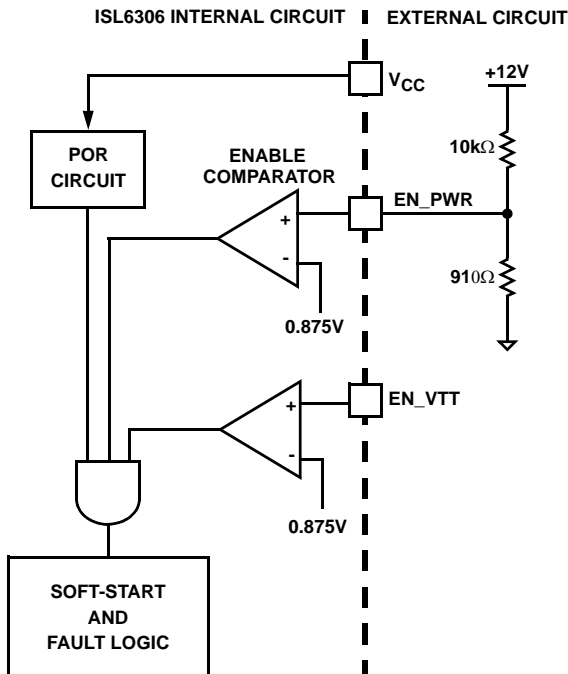 ISL6306 INTERNAL CIRCUIT
EXTERNAL CIRCUIT
VCC
+12V
10kΩ
POR
CIRCUIT
ENABLE
COMPARATOR
+
-
EN_PWR
910Ω
0.875V
EN_VTT
+
-
0.875V
SOFT-START
AND
FAULT LOGIC